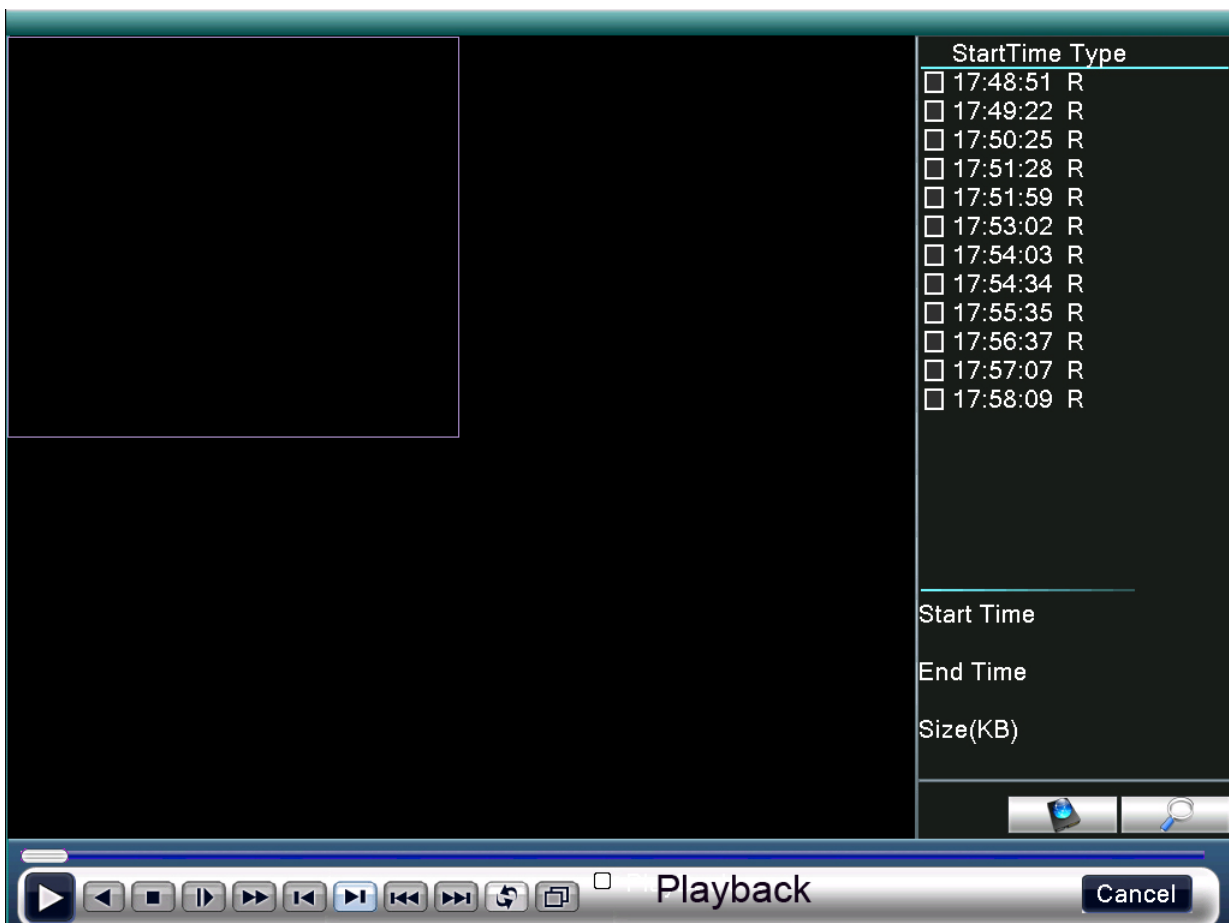 StartTime Type
17:48:51 R
17:49:22 R
17:50:25 R
17:51:28 R
17:51:59 R
17:53:02 R
17:54:03 R
17:54:34 R
17:55:35 R
17:56:37 R
17:57:07 R
17:58:09 R
Start Time
End Time
Size(KB)
Playback
Cancel